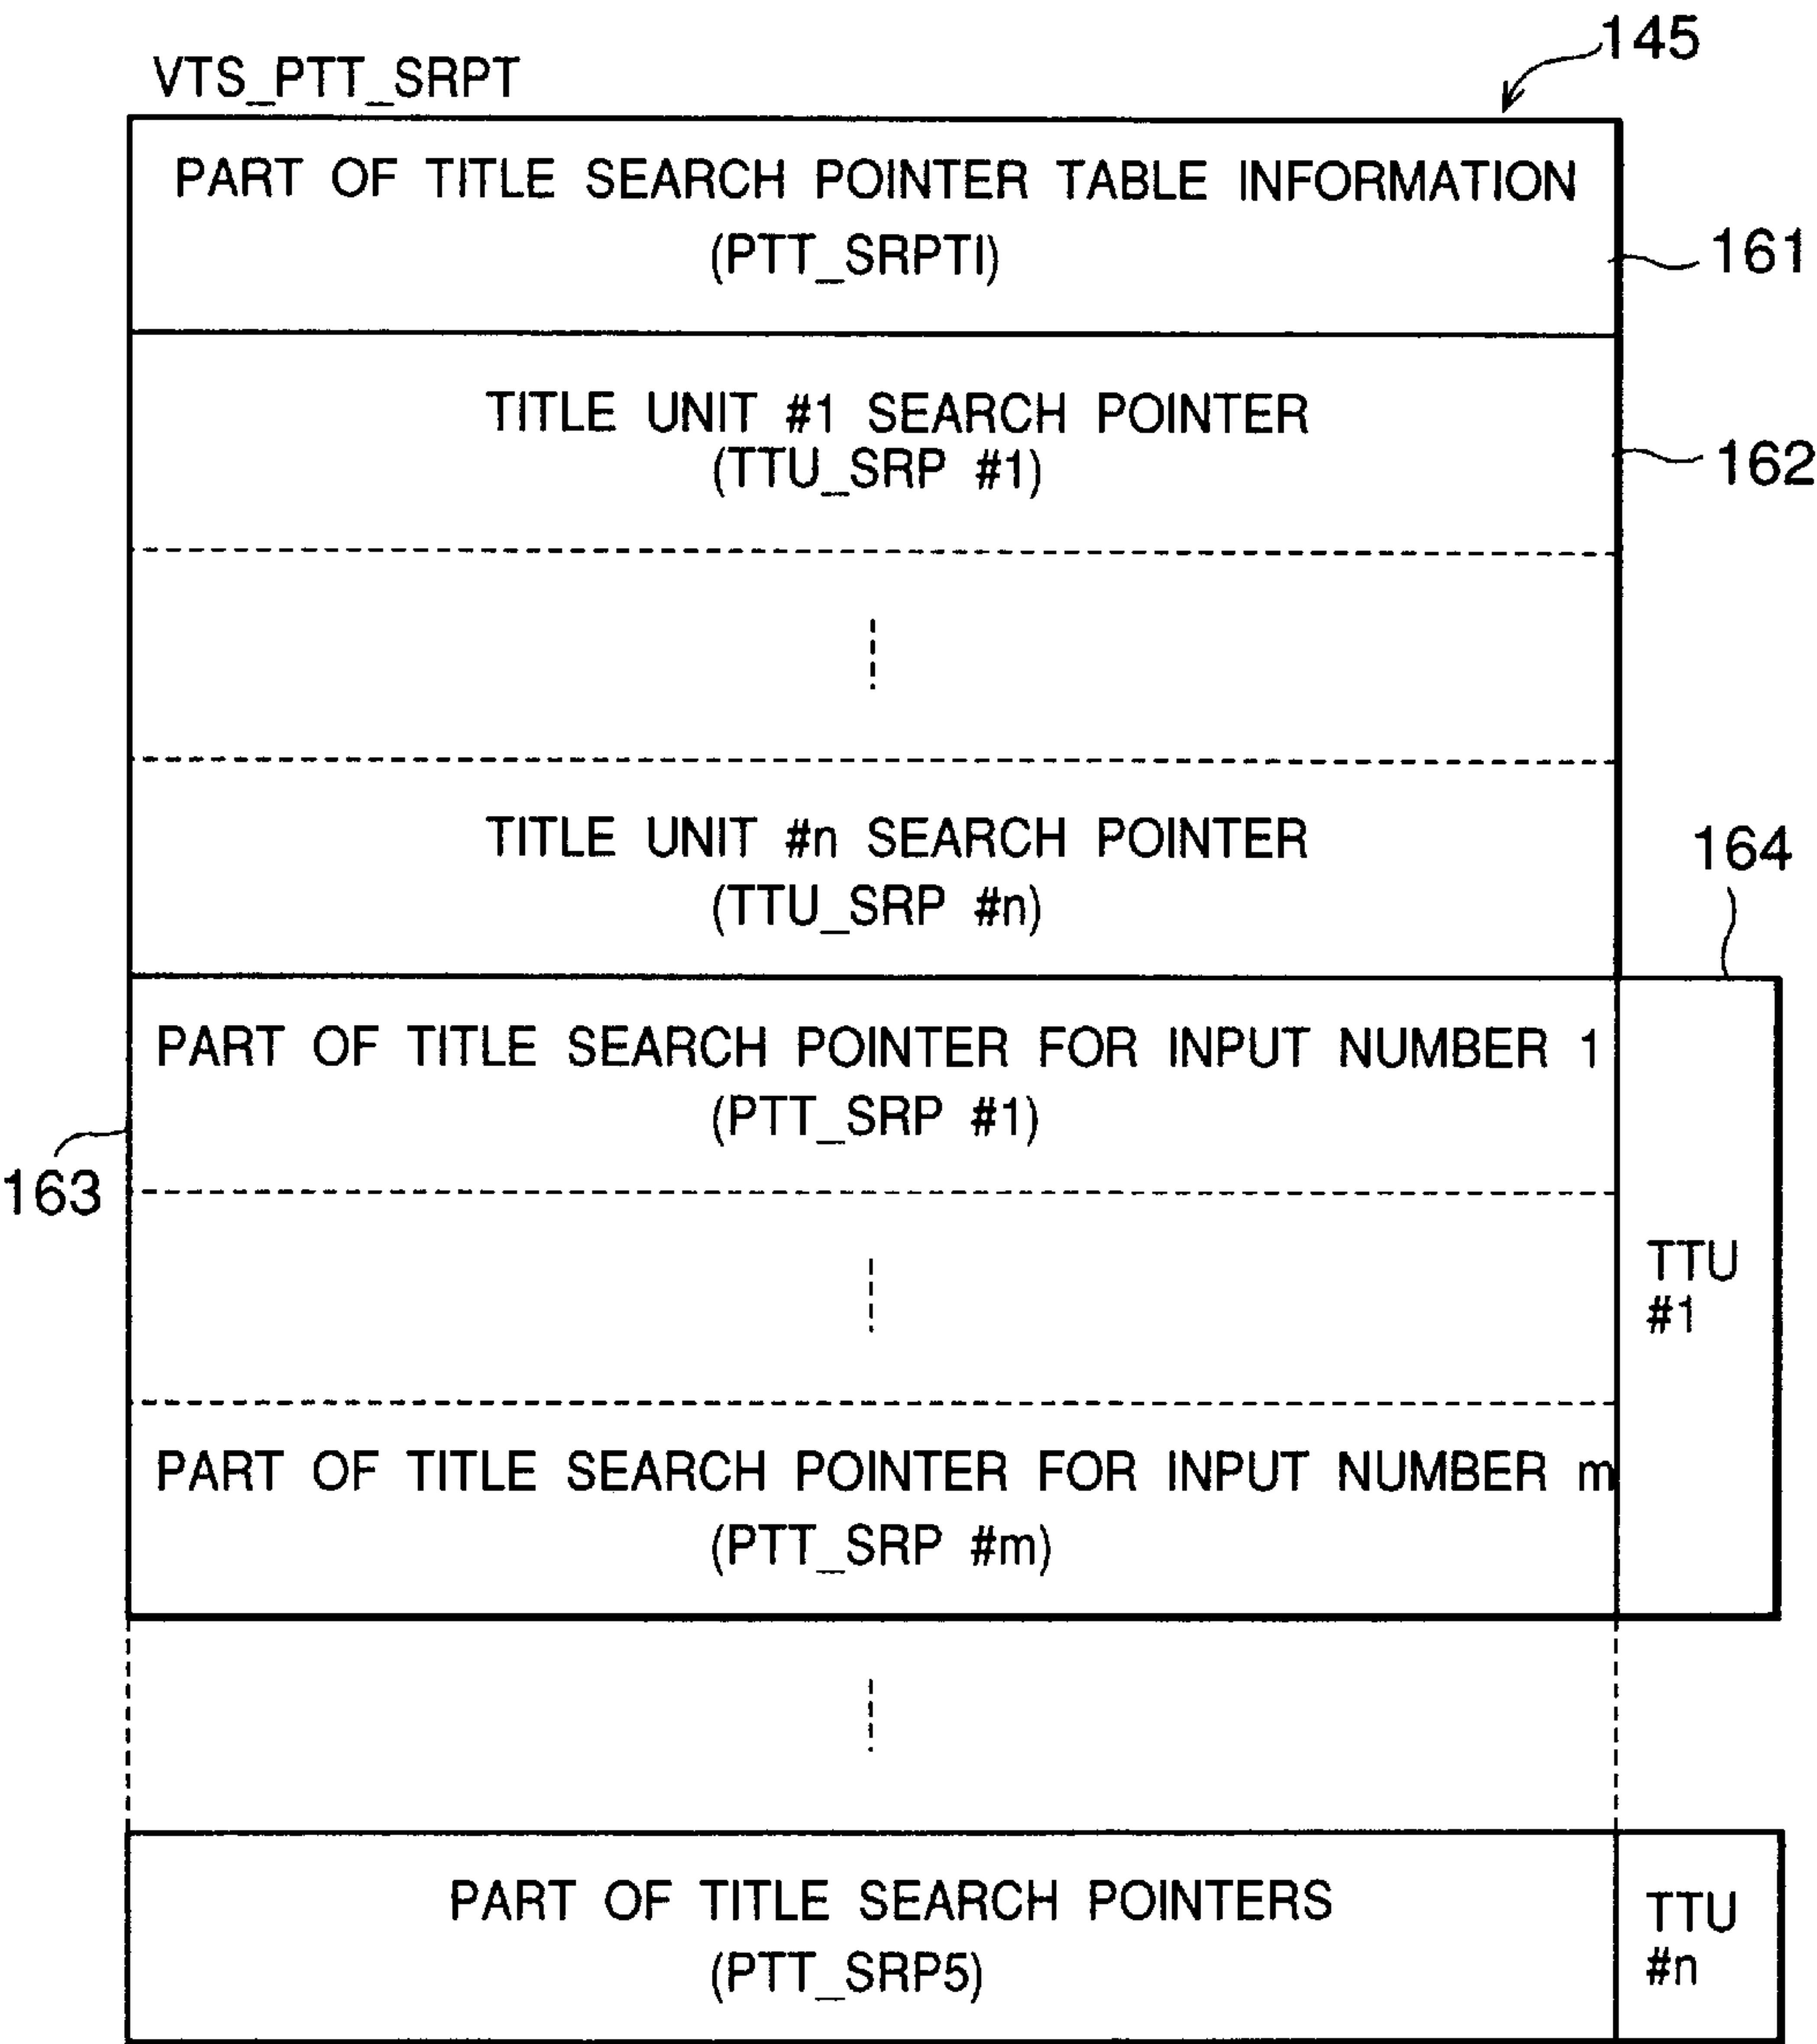 145
VTS_PTT_SRPT
PART OF TITLE SEARCH POINTER TABLE INFORMATION
(PTT_SRPTI)
161
TITLE UNIT #1 SEARCH POINTER
(TTU_SRP #1)
162
TITLE UNIT #n SEARCH POINTER
(TTU_SRP #n)
164
PART OF TITLE SEARCH POINTER FOR INPUT NUMBER 1
(PTT_SRP #1)
163
TTU
#1
PART OF TITLE SEARCH POINTER FOR INPUT NUMBER m
(PTT_SRP #m)
PART OF TITLE SEARCH POINTERS
(PTT_SRP5)
TTU
#n